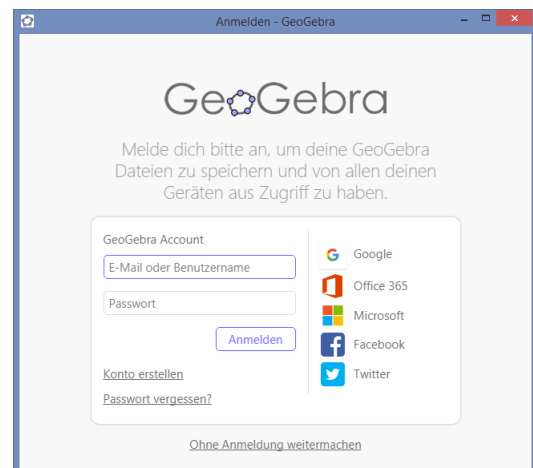 Anmelden - GeoGebra
GeoGebra
Melde dich bitte an, um deine GeoGebra
Dateien zu speichern und von allen deinen
Geräten aus Zugriff zu haben.
GeoGebra Account
E-Mail oder Benutzername
Passwort
Anmelden
Konto erstellen
Passwort vergessen?
Google
Office 365
Microsoft
Facebook
Twitter
Ohne Anmeldung weitermachen